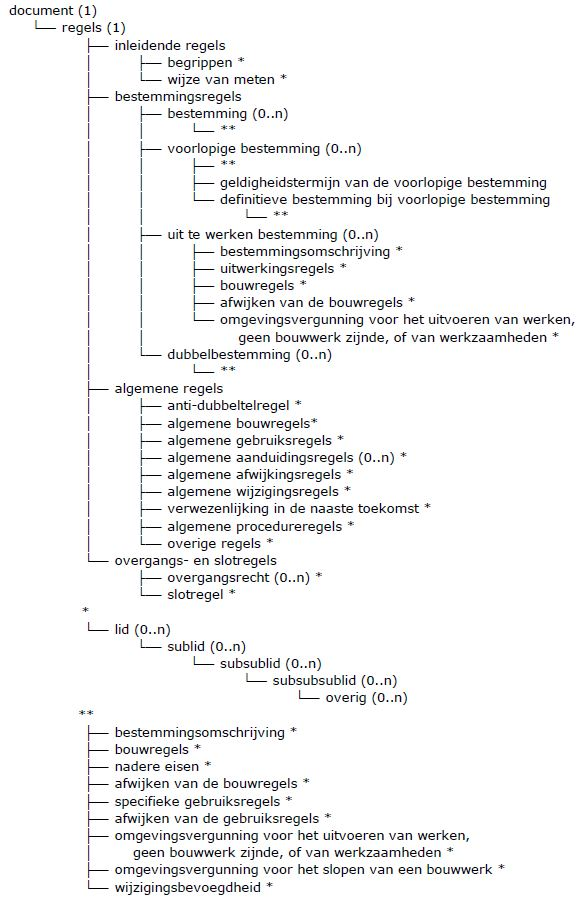 document (1)
regels (1)
inleidende regels
begrippen *
wijze van meten *
bestemmingsregels
bestemming (0..n)
**
voorlopige bestemming (0..n)
**
geldigheidstermijn van de voorlopige bestemming
definitieve bestemming bij voorlopige bestemming
**
uit te werken bestemming (0..n)
bestemmingsomschrijving *
uitwerkingsregels *
bouwregels *
afwijken van de bouwregels *
omgevingsvergunning voor het uitvoeren van werken,
geen bouwwerk zijnde, of van werkzaamheden *
dubbelbestemming (0..n)
**
algemene regels
anti-dubbeltelregel *
algemene bouwregels*
algemene gebruiksregels *
algemene aanduidingsregels (0..n) *
algemene afwijkingsregels *
algemene wijzigingsregels *
verwezenlijking in de naaste toekomst *
algemene procedureregels *
overige regels *
overgangs- en slotregels
overgangsrecht (0..n) *
slotregel *
*
lid (0..n)
sublid (0..n)
subsublid (0..n)
subsubsublid (0..n)
overig (0..n)
**
bestemmingsomschrijving *
bouwregels *
nadere eisen *
afwijken van de bouwregels *
specifieke gebruiksregels *
afwijken van de gebruiksregels *
omgevingsvergunning voor het uitvoeren van werken,
geen bouwwerk zijnde, of van werkzaamheden *
omgevingsvergunning voor het slopen van een bouwwerk *
wijzigingsbevoegdheid *